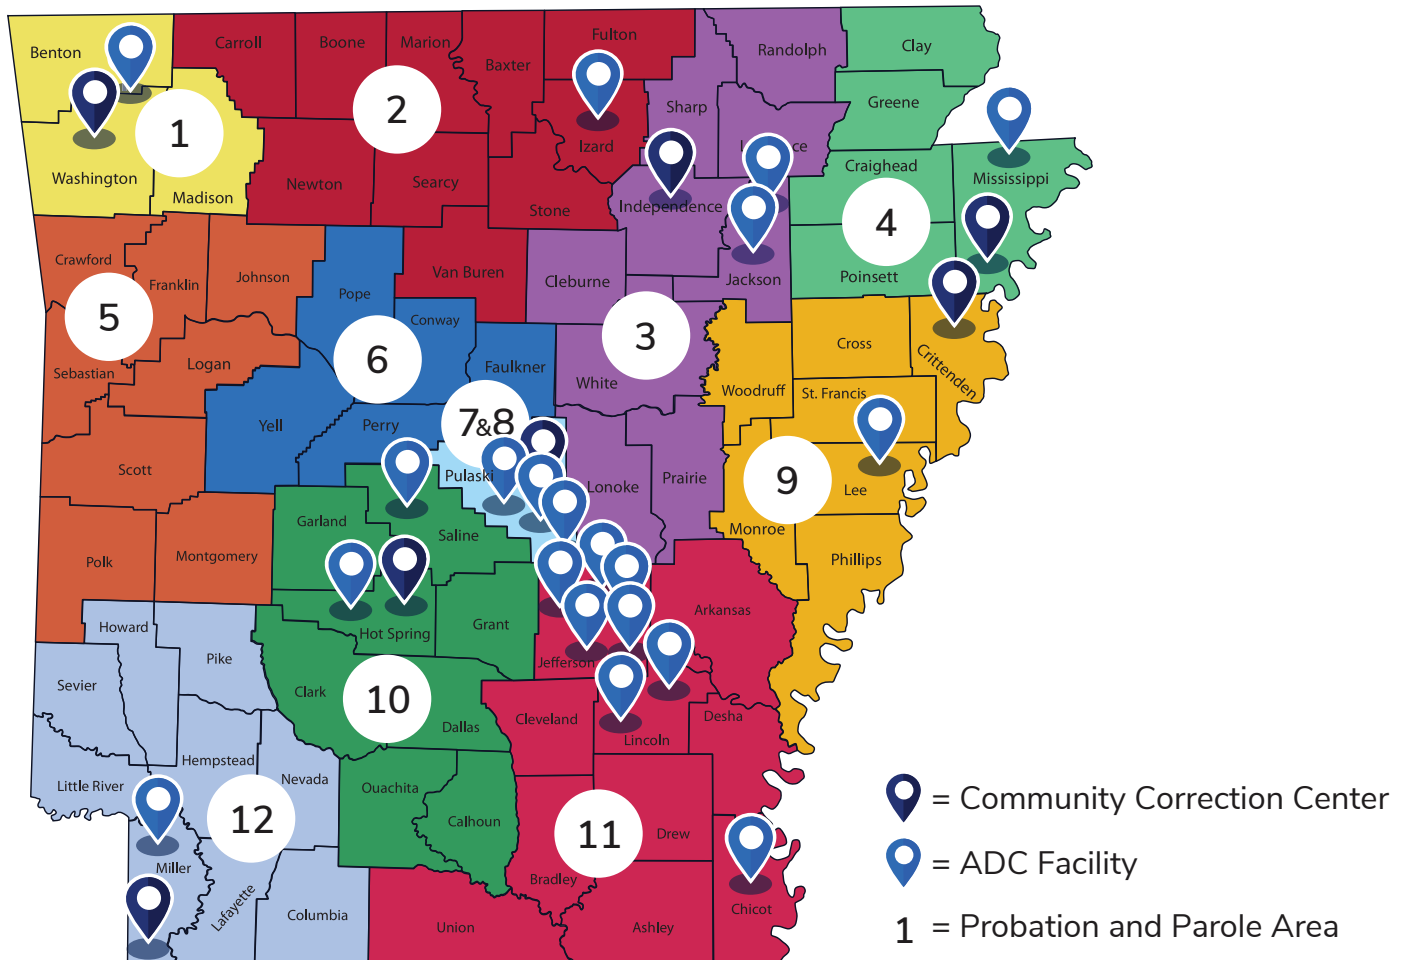 Benton
Carroll
Boone
Marion
Baxter
Fulton
Randolph
Clay
Greene
Sharp
Izard
1
2
Washington
Madison
Newton
Searcy
Stone
Independence
Craighead
Mississippi
4
Poinsett
Crawford
Franklin
Johnson
Pope
Van Buren
Cleburne
Jackson
5
6
3
Conway
Sebastian
Logan
Faulkner
White
Woodruff
Cross
Crittenden
St. Francis
Yell
Perry
7&8
Scott
Pulaski
Lonoke
Prairie
9
Lee
Monroe
Phillips
Garland
Saline
Polk
Montgomery
Hot Spring
Grant
Jefferson
Arkansas
Howard
Pike
Sevier
Clark
10
Dallas
Cleveland
Lincoln
Desha
Little River
Hempstead
Nevada
Ouachita
Calhoun
12
11
Drew
Miller
Lafayette
Columbia
Union
Bradley
Ashley
Chicot
= Community Correction Center
= ADC Facility
1 = Probation and Parole Area